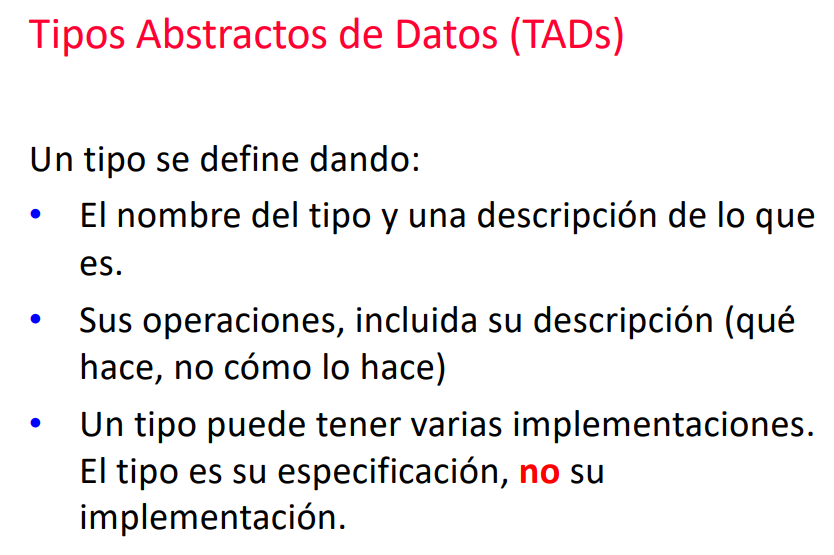 Tipos Abstractos de Datos (TADs)
Un tipo se define dando:
• El nombre del tipo y una descripción de lo que
es.
• Sus operaciones, incluida su descripción (qué
hace, no cómo lo hace)
• Un tipo puede tener varias implementaciones.
El tipo es su especificación, no su
implementación.